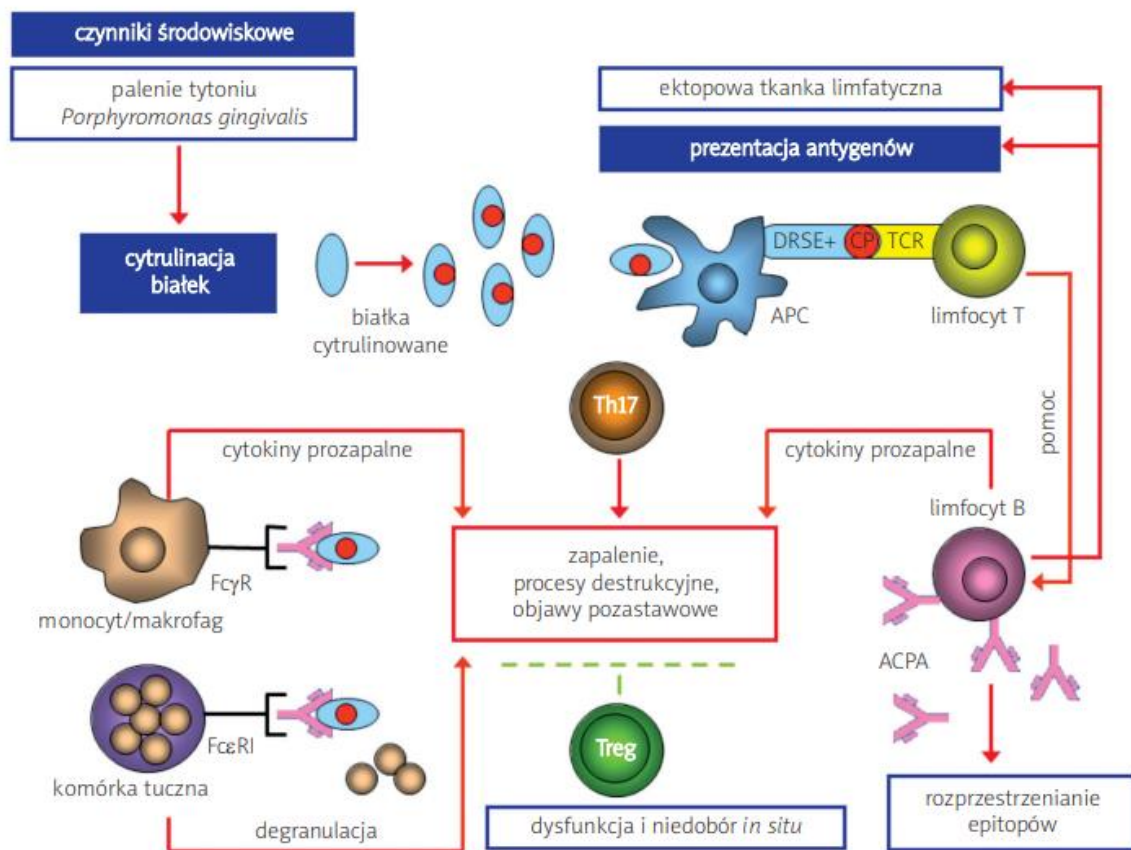 czynniki środowiskowe
palenie tytoniu
Porphyromonas gingivalis
ektopowa tkanka limfatyczna
prezentacja antygenów
cytrulinacja
białek
białka
cytrulinowane
DRSE+ CP TCR
APC
limfocyt T
pomoc
Th17
cytokiny prozapalne
cytokiny prozapalne
limfocyt B
FcγR
monocyt/makrofag
zapalenie,
procesy destrukcyjne,
objawy pozastawowe
ACPA
FcεRI
komórka tuczna
degranulacja
Treg
dysfunkcja i niedobór in situ
rozprzestrzenianie
epitopów